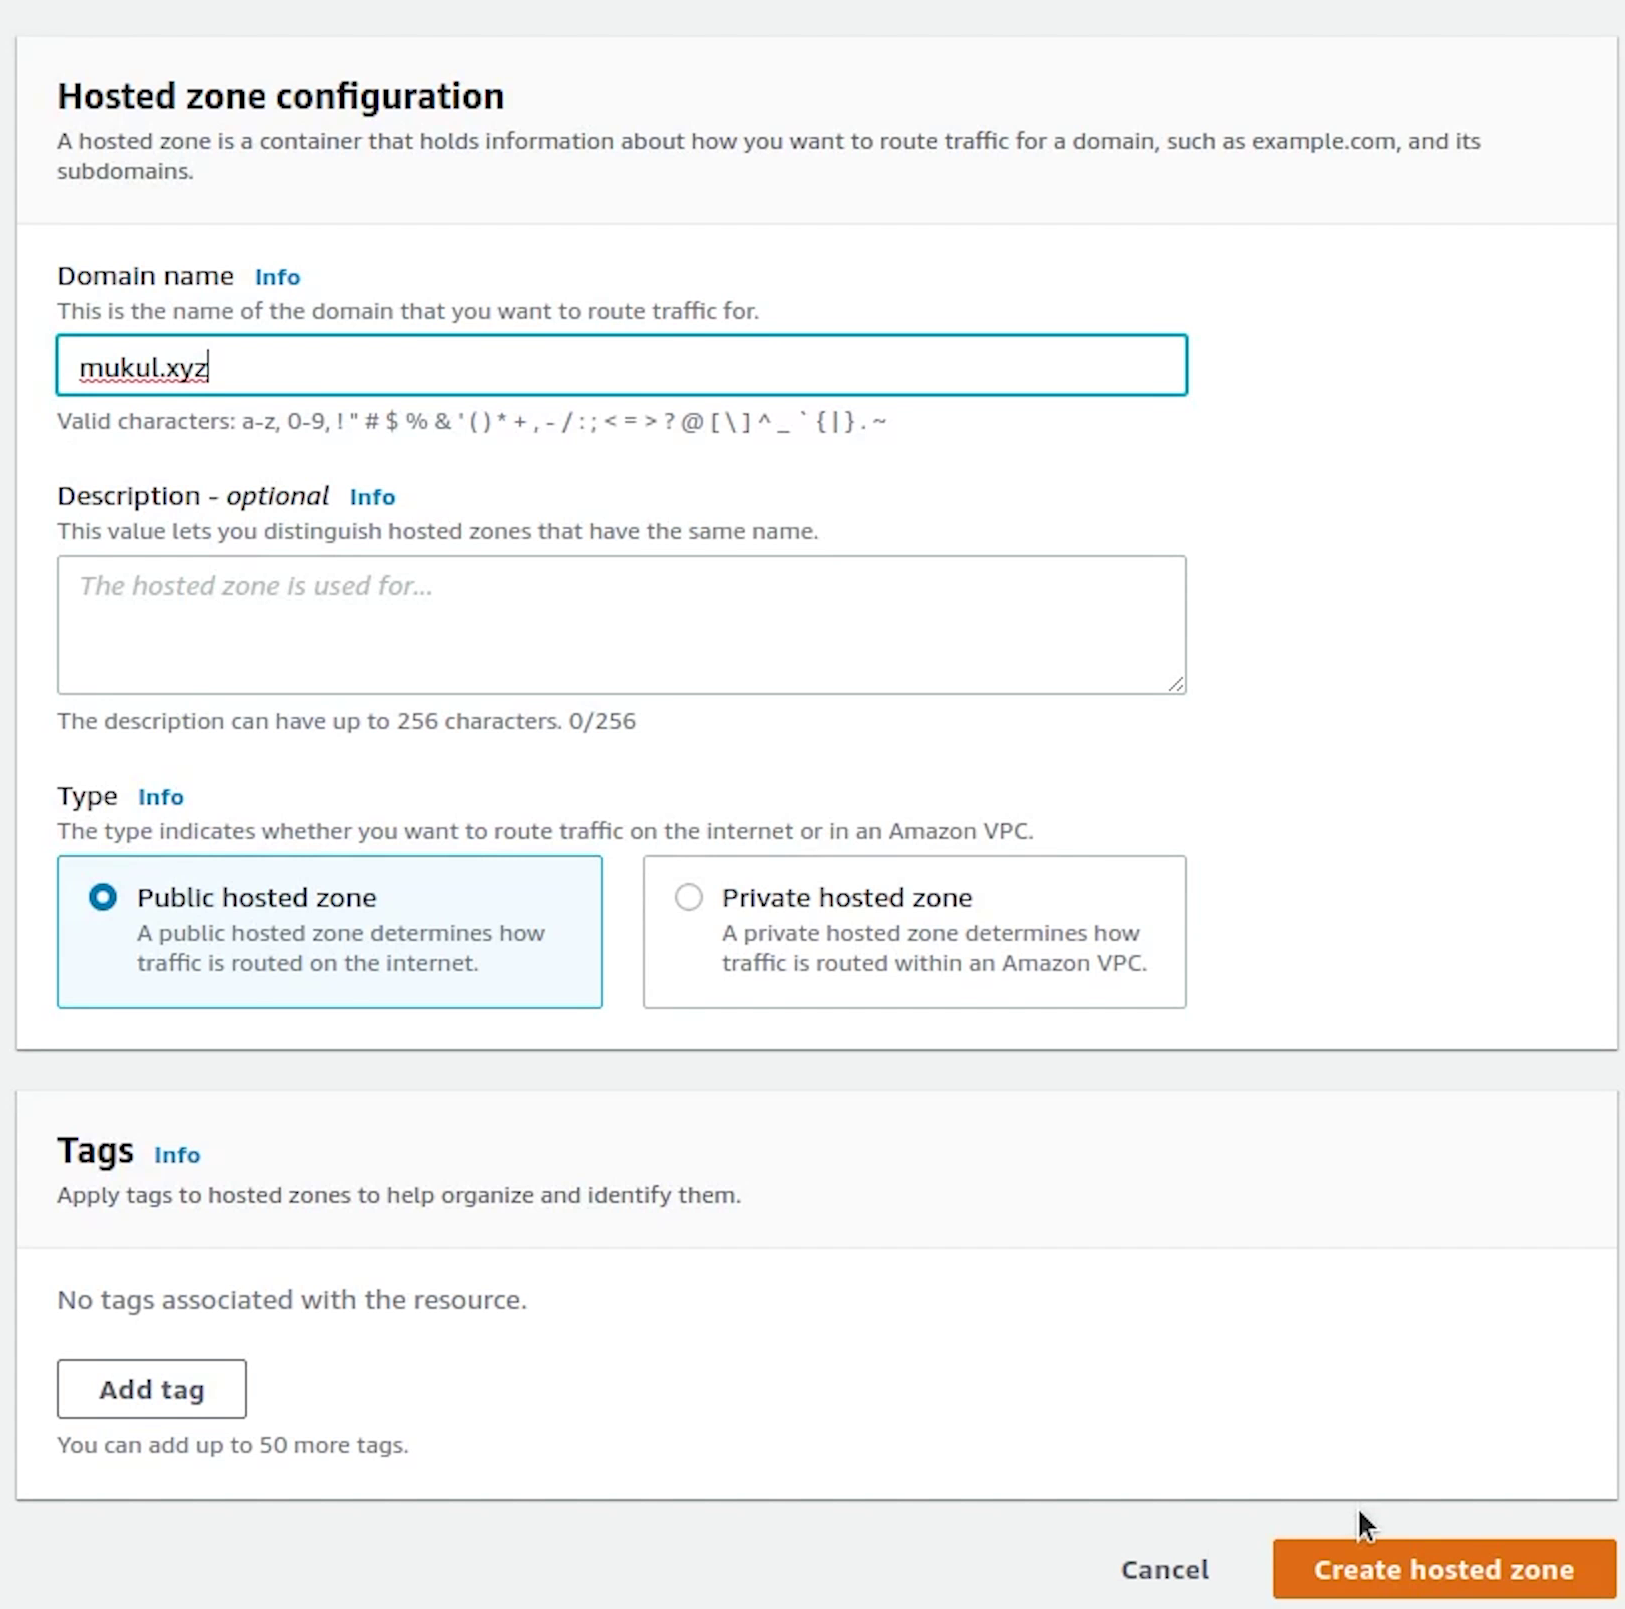 Hosted zone configuration
A hosted zone is a container that holds information about how you want to route traffic for a domain, such as example.com, and its
subdomains.
Domain name Info
This is the name of the domain that you want to route traffic for.
mukul.xyz
Valid characters: a-z, 0-9, ! " # $ % & ' ( ) * + , - / : ; < = > ? @ [ \ ] ^ _ ` { | } . ~
Description - optional Info
This value lets you distinguish hosted zones that have the same name.
The hosted zone is used for...
The description can have up to 256 characters. 0/256
Type Info
The type indicates whether you want to route traffic on the internet or in an Amazon VPC.
Public hosted zone
A public hosted zone determines how
traffic is routed on the internet.
Private hosted zone
A private hosted zone determines how
traffic is routed within an Amazon VPC.
Tags Info
Apply tags to hosted zones to help organize and identify them.
No tags associated with the resource.
Add tag
You can add up to 50 more tags.
Cancel
Create hosted zone